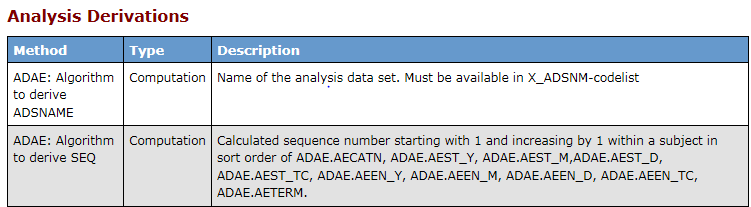 Analysis Derivations
Method Type Description
ADAE: Algorithm to derive ADSNAME Computation Name of the analysis data set. Must be available in X_ADSNM-codelist
ADAE: Algorithm to derive SEQ Computation Calculated sequence number starting with 1 and increasing by 1 within a subject in
sort order of ADAE.AECATN, ADAE.AEST_Y, ADAE.AEST_M,ADAE.AEST_D,
ADAE.AEST_TC, ADAE.AEEN_Y, ADAE.AEEN_M, ADAE.AEEN_D, ADAE.AEEN_TC,
ADAE.AETERM.